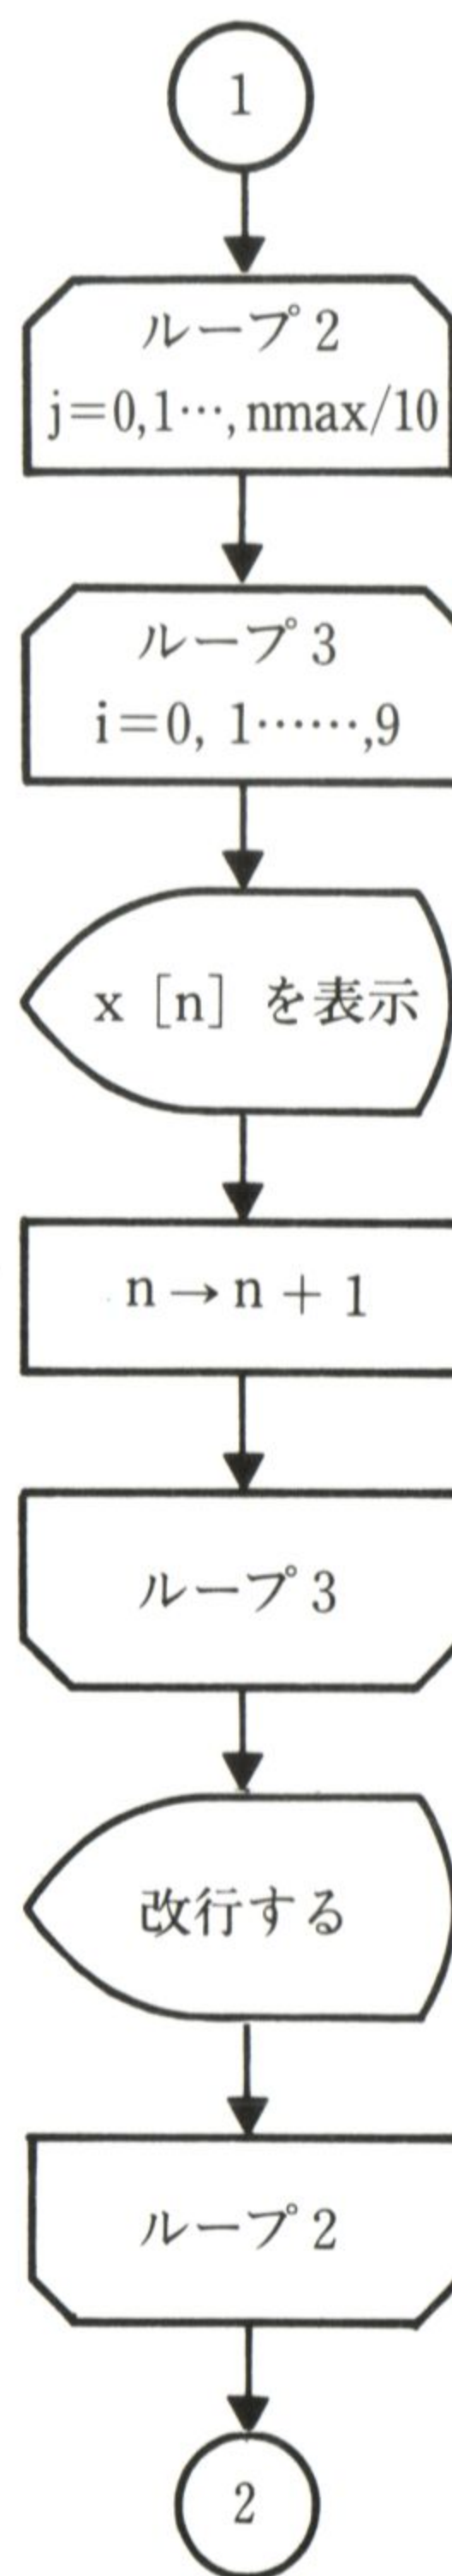 1
ループ2
j=0,1…,nmax/10
ループ3
i=0, 1……,9
x [n] を表示
n→n + 1
ループ3
改行する
ループ2
2